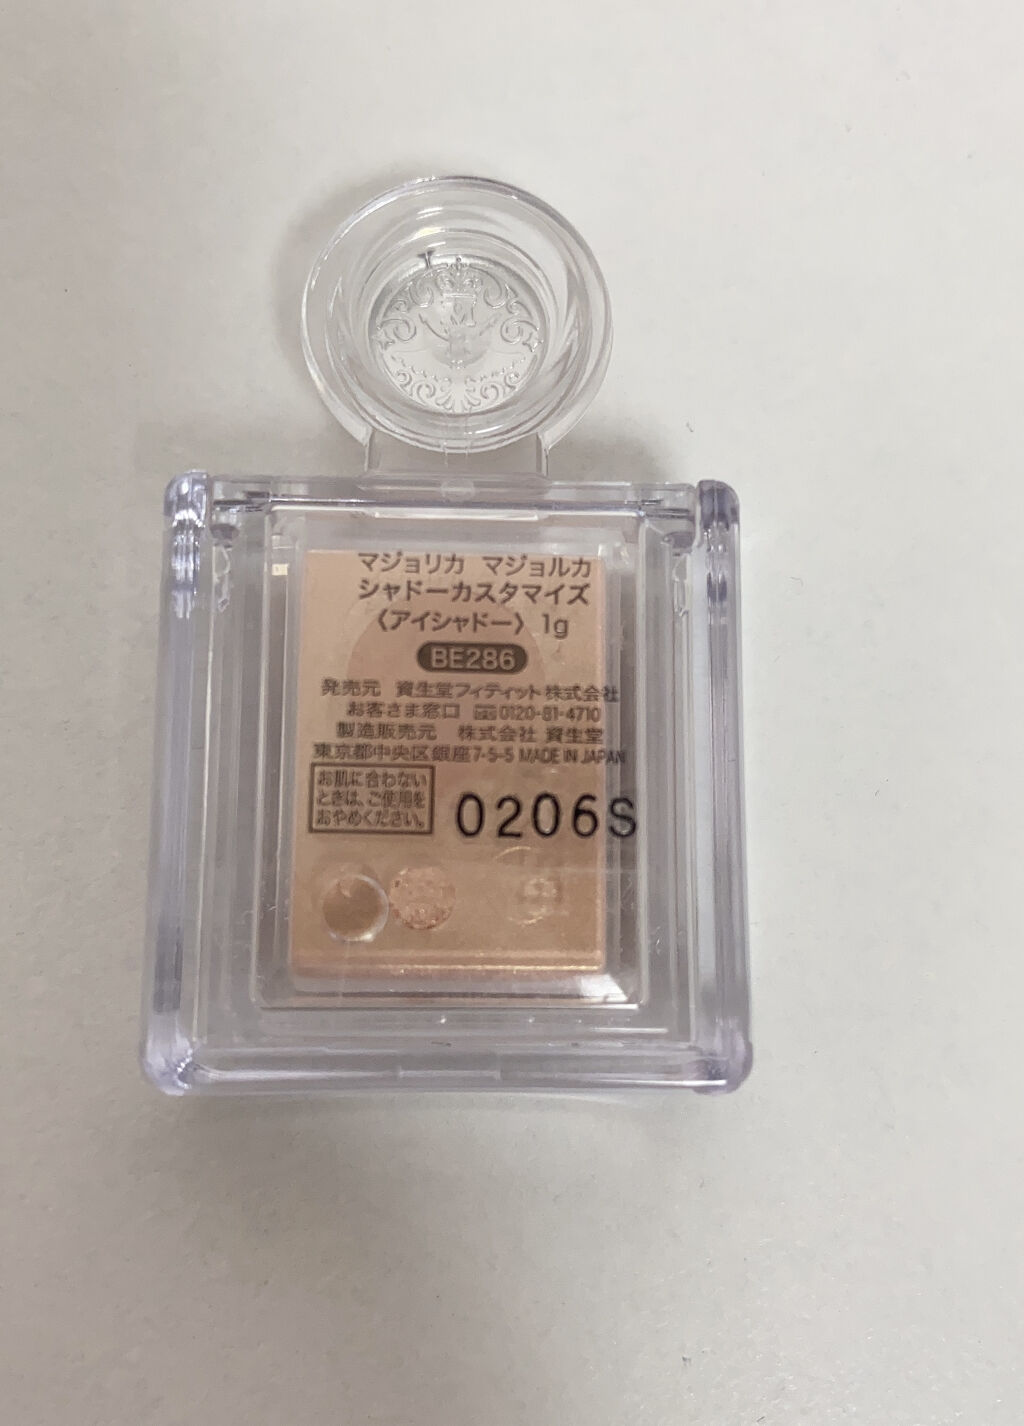 マジョリカ マジョルカ
シャドーカスタマイズ
〈アイシャドー〉 1g
BE286
発売元 資生堂フィティット株式会社
お客さま窓口 0120-81-4710
製造販売元 株式会社 資生堂
東京都中央区銀座7-5-5 MADE IN JAPAN
お肌に合わない
ときは、ご使用を
おやめください。
0206S
M